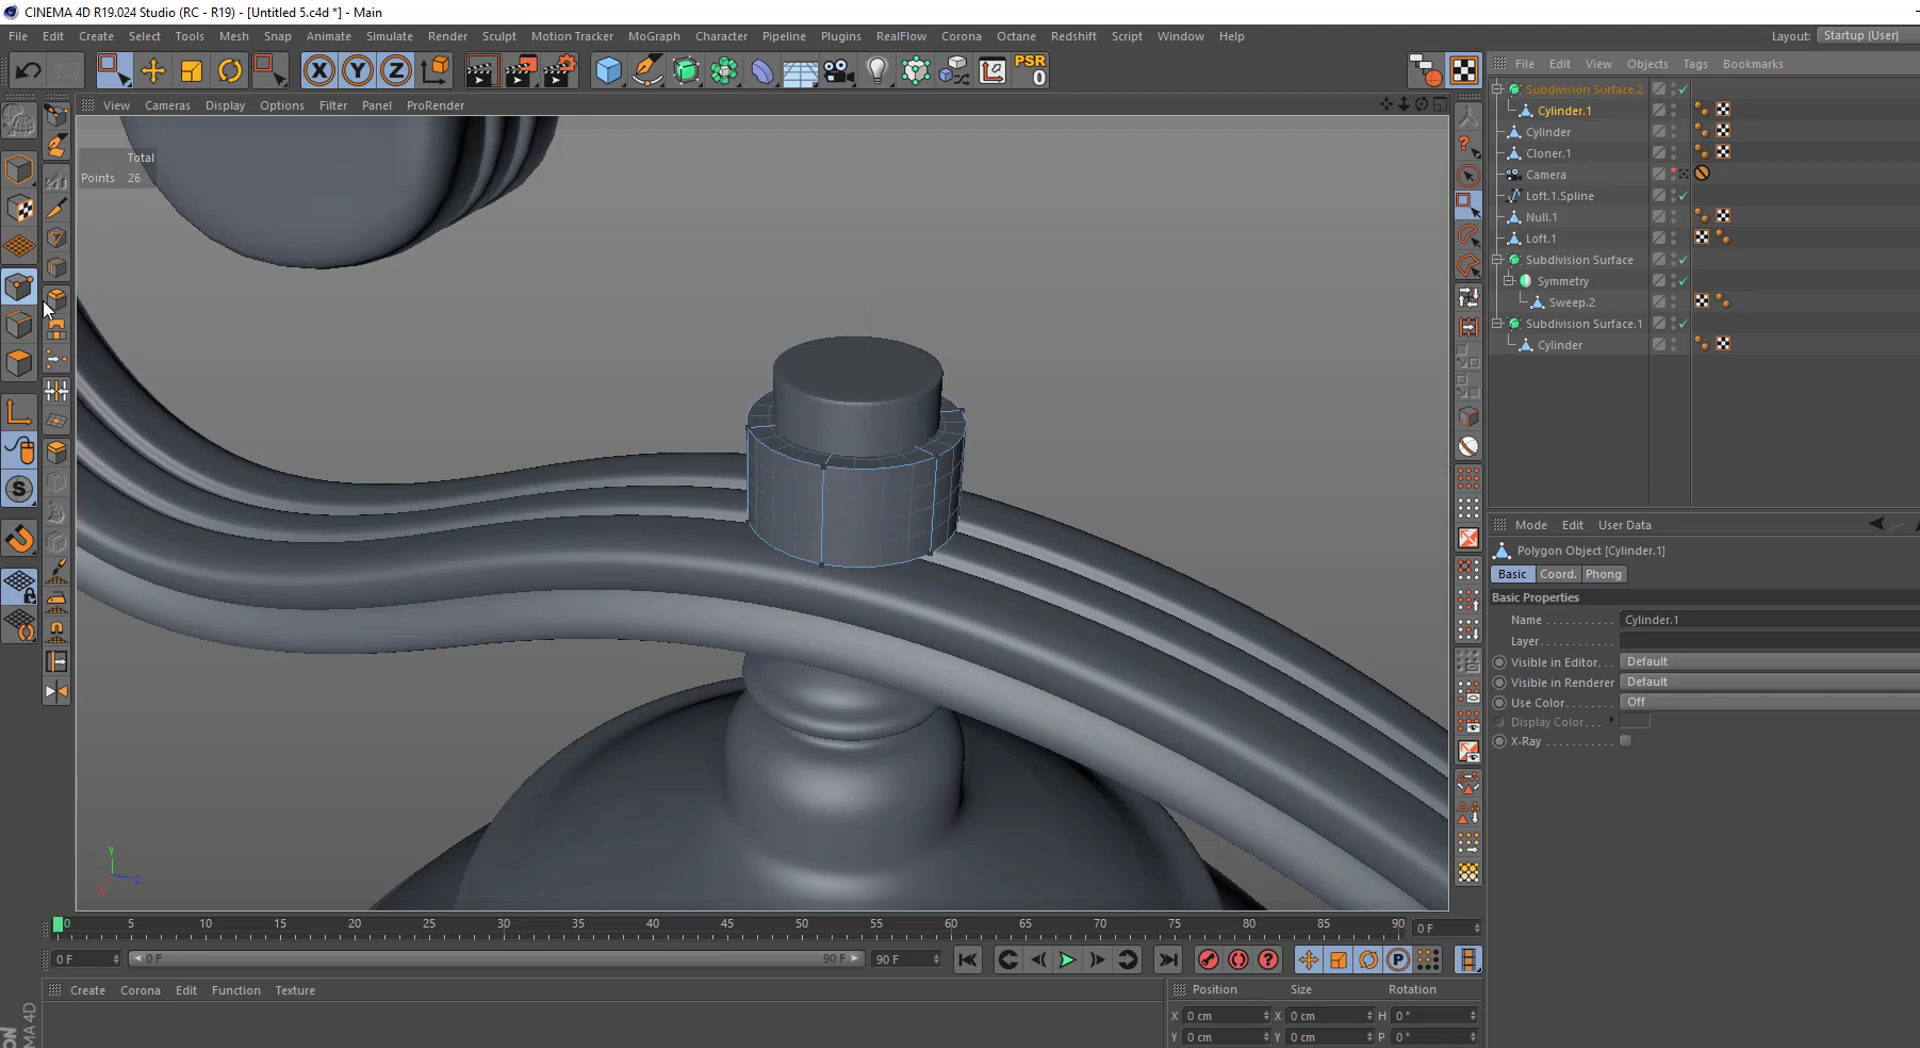 CINEMA 4D R19.024 Studio (RC - R19) - [Untitled 5.c4d *] - Main
File Edit Create Select Tools Mesh Snap Animate Simulate Render Sculpt Motion Tracker MoGraph Character Pipeline Plugins RealFlow Corona Octane Redshift Script Window Help Layout: Startup (User)
X Y Z PSR 0
File Edit View Objects Tags Bookmarks
View Cameras Display Options Filter Panel ProRender
Total
Points 26
Subdivision Surface.2
Cylinder.1
Cylinder
Cloner.1
Camera
Loft.1.Spline
Null.1
Loft.1
Subdivision Surface
Symmetry
Sweep.2
Subdivision Surface.1
Cylinder
Mode Edit User Data
Polygon Object [Cylinder.1]
Basic Coord. Phong
Basic Properties
Name Cylinder.1
Layer
Visible in Editor Default
Visible in Renderer Default
Use Color Off
Display Color
X-Ray
Y
X Z
0 5 10 15 20 25 30 35 40 45 50 55 60 65 70 75 80 85 90 0 F
0 F 0 F 90 F 90 F
Create Corona Edit Function Texture
Position Size Rotation
X 0 cm X 0 cm H 0 °
Y 0 cm Y 0 cm P 0 °